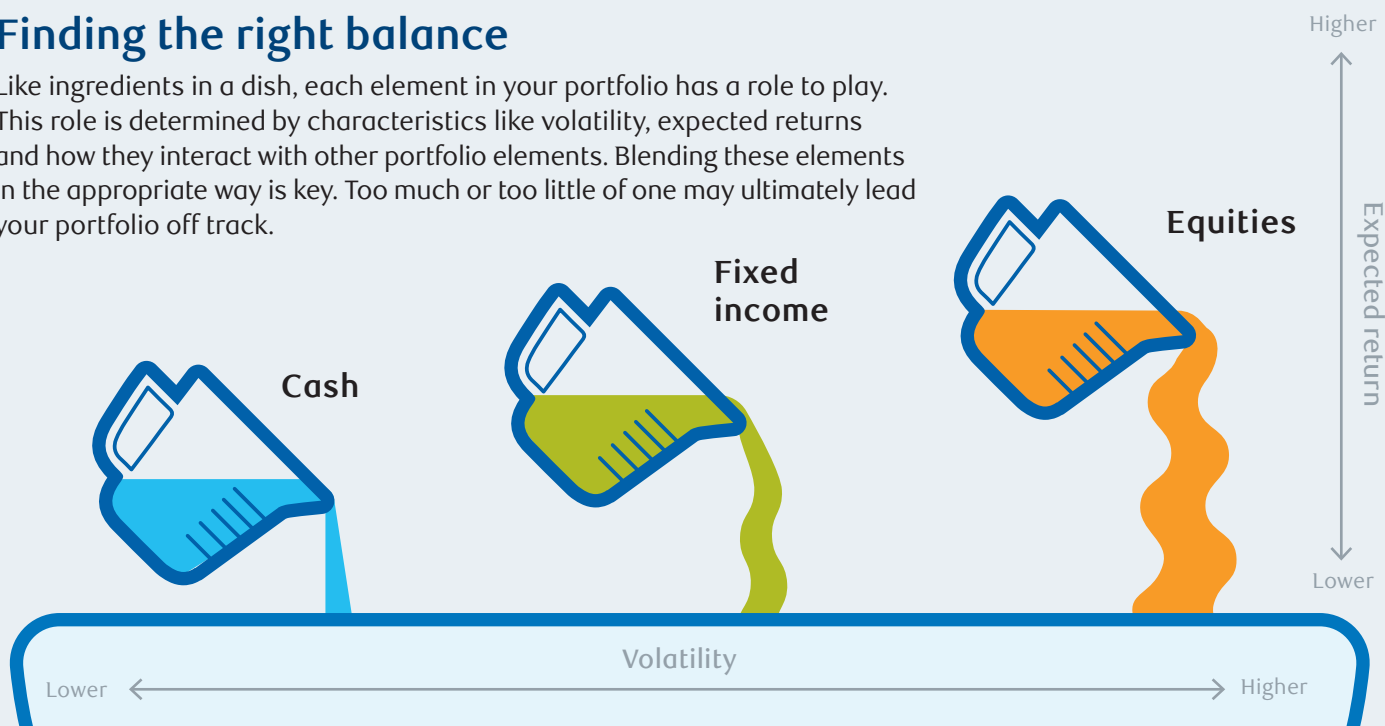 Finding the right balance
Like ingredients in a dish, each element in your portfolio has a role to play.
This role is determined by characteristics like volatility, expected returns
and how they interact with other portfolio elements. Blending these elements
in the appropriate way is key. Too much or too little of one may ultimately lead
your portfolio off track.
Cash
Fixed
income
Equities
Higher
Expected return
Lower
Volatility
Lower
Higher